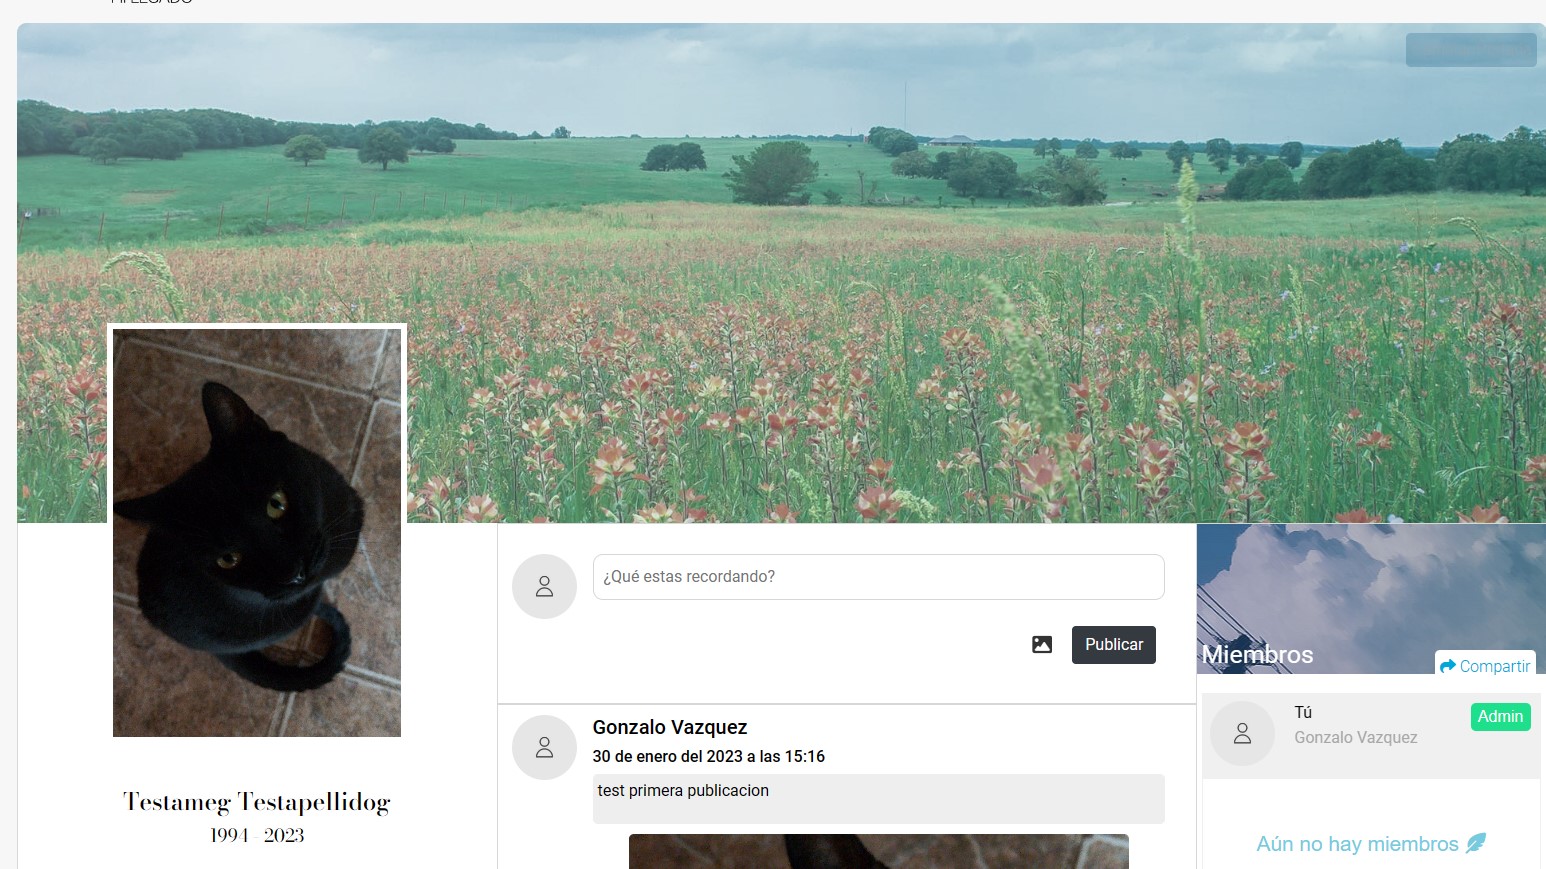 ¿Qué estas recordando?
Publicar
Miembros
Compartir
Tú
Gonzalo Vazquez
Admin
Aún no hay miembros
Gonzalo Vazquez
30 de enero del 2023 a las 15:16
test primera publicacion
Testameg Testapellidog
1994 - 2023